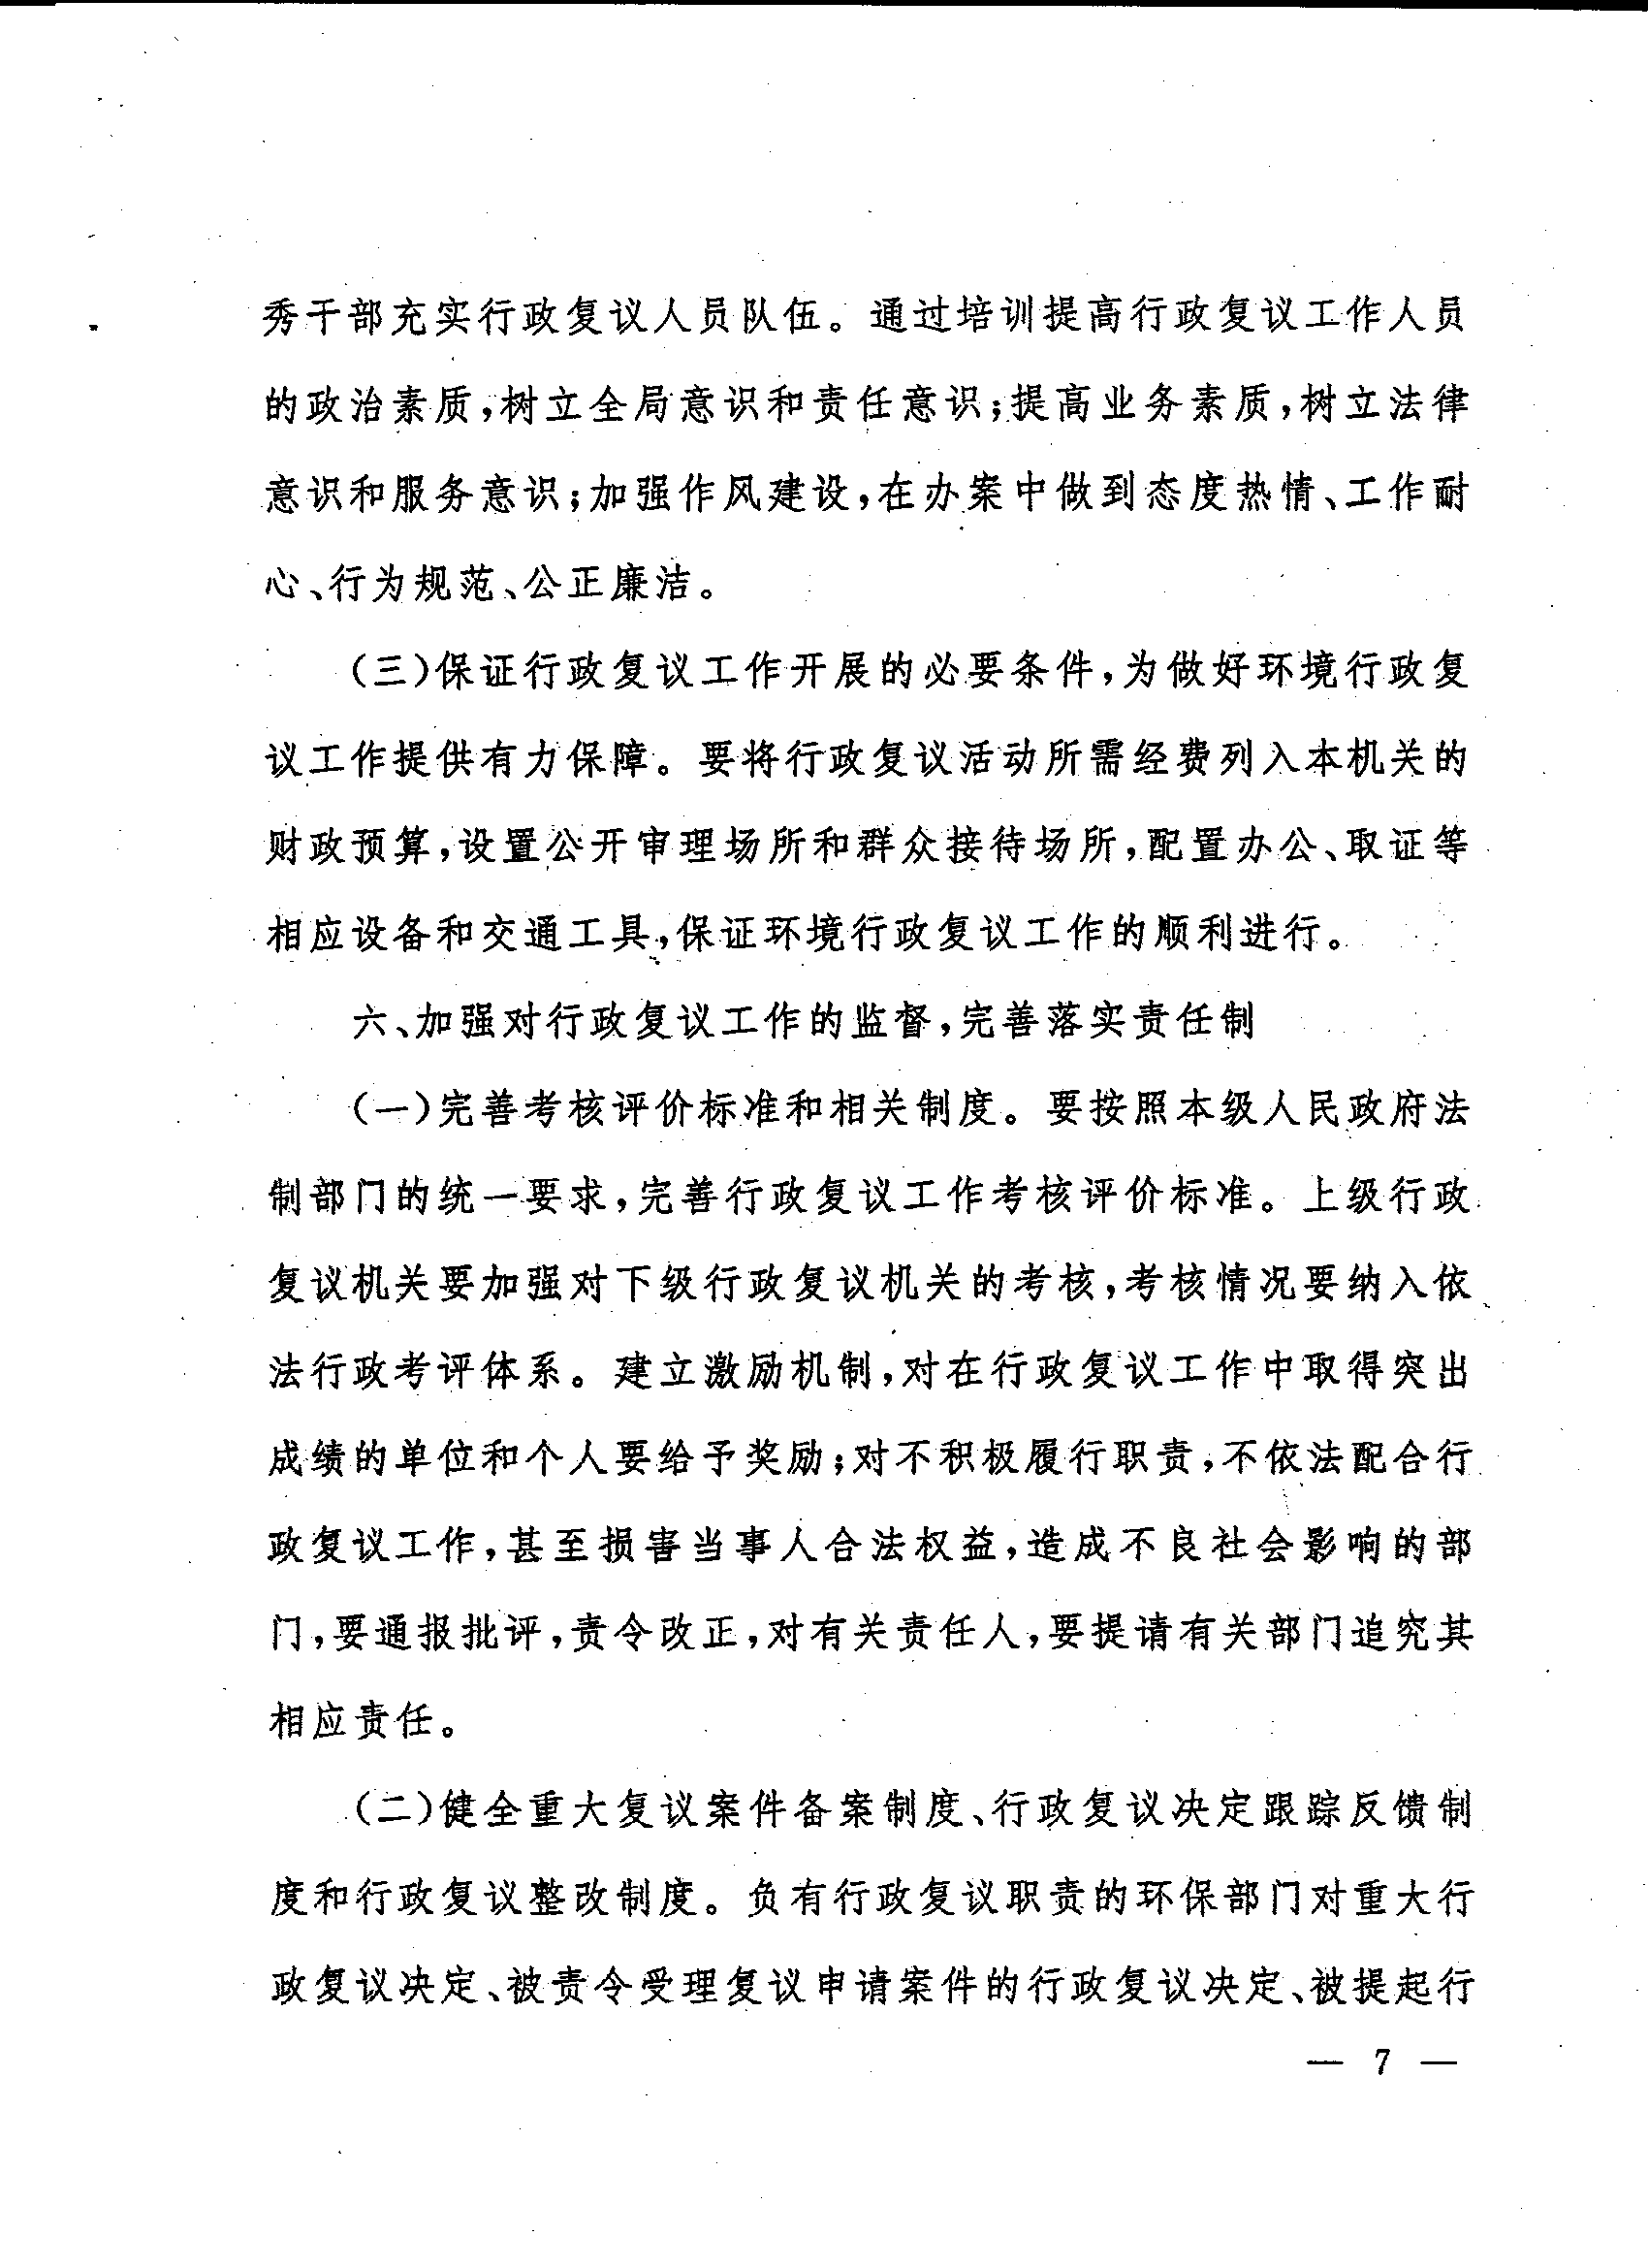 秀干部充实行政复议人员队伍。通过培训提高行政复议工作人员
的政治素质,树立全局意识和责任意识;提高业务素质,树立法律
意识和服务意识;加强作风建设,在办案中做到态度热情、工作耐
心、行为规范、公正廉洁。
(三)保证行政复议工作开展的必要条件,为做好环境行政复
议工作提供有力保障。要将行政复议活动所需经费列入本机关的
财政预算,设置公开审理场所和群众接待场所,配置办公、取证等
相应设备和交通工具,保证环境行政复议工作的顺利进行。
六、加强对行政复议工作的监督,完善落实责任制
(一)完善考核评价标准和相关制度。要按照本级人民政府法
制部门的统一要求,完善行政复议工作考核评价标准。上级行政
复议机关要加强对下级行政复议机关的考核,考核情况要纳入依
法行政考评体系。建立激励机制,对在行政复议工作中取得突出
成绩的单位和个人要给予奖励;对不积极履行职责,不依法配合行
政复议工作,甚至损害当事人合法权益,造成不良社会影响的部
门,要通报批评,责令改正,对有关责任人,要提请有关部门追究其
相应责任。
(二)健全重大复议案件备案制度、行政复议决定跟踪反馈制
度和行政复议整改制度。负有行政复议职责的环保部门对重大行
政复议决定、被责令受理复议申请案件的行政复议决定、被提起行
— 7 —